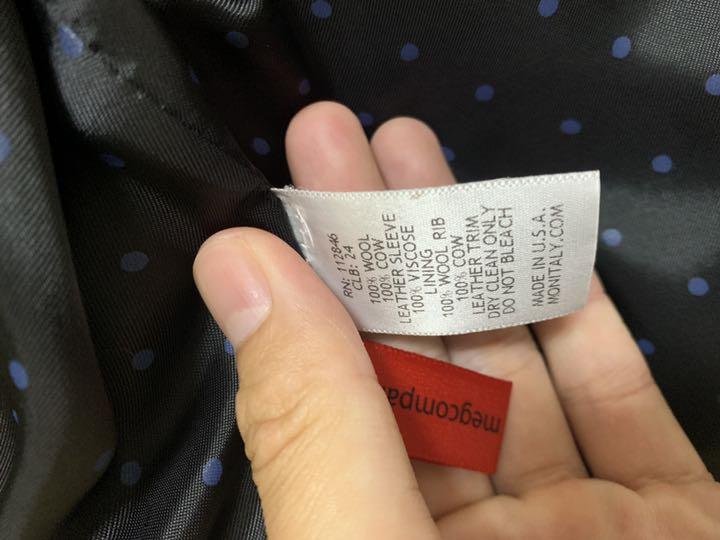 RN: 112846
CLB: 24
100% WOOL
100% COW
LEATHER SLEEVE
100% VISCOSE
LINING
100% WOOL RIB
100% COW
LEATHER TRIM
DRY CLEAN ONLY
DO NOT BLEACH
MADE IN U.S.A.
MONITALY.COM
megcompa